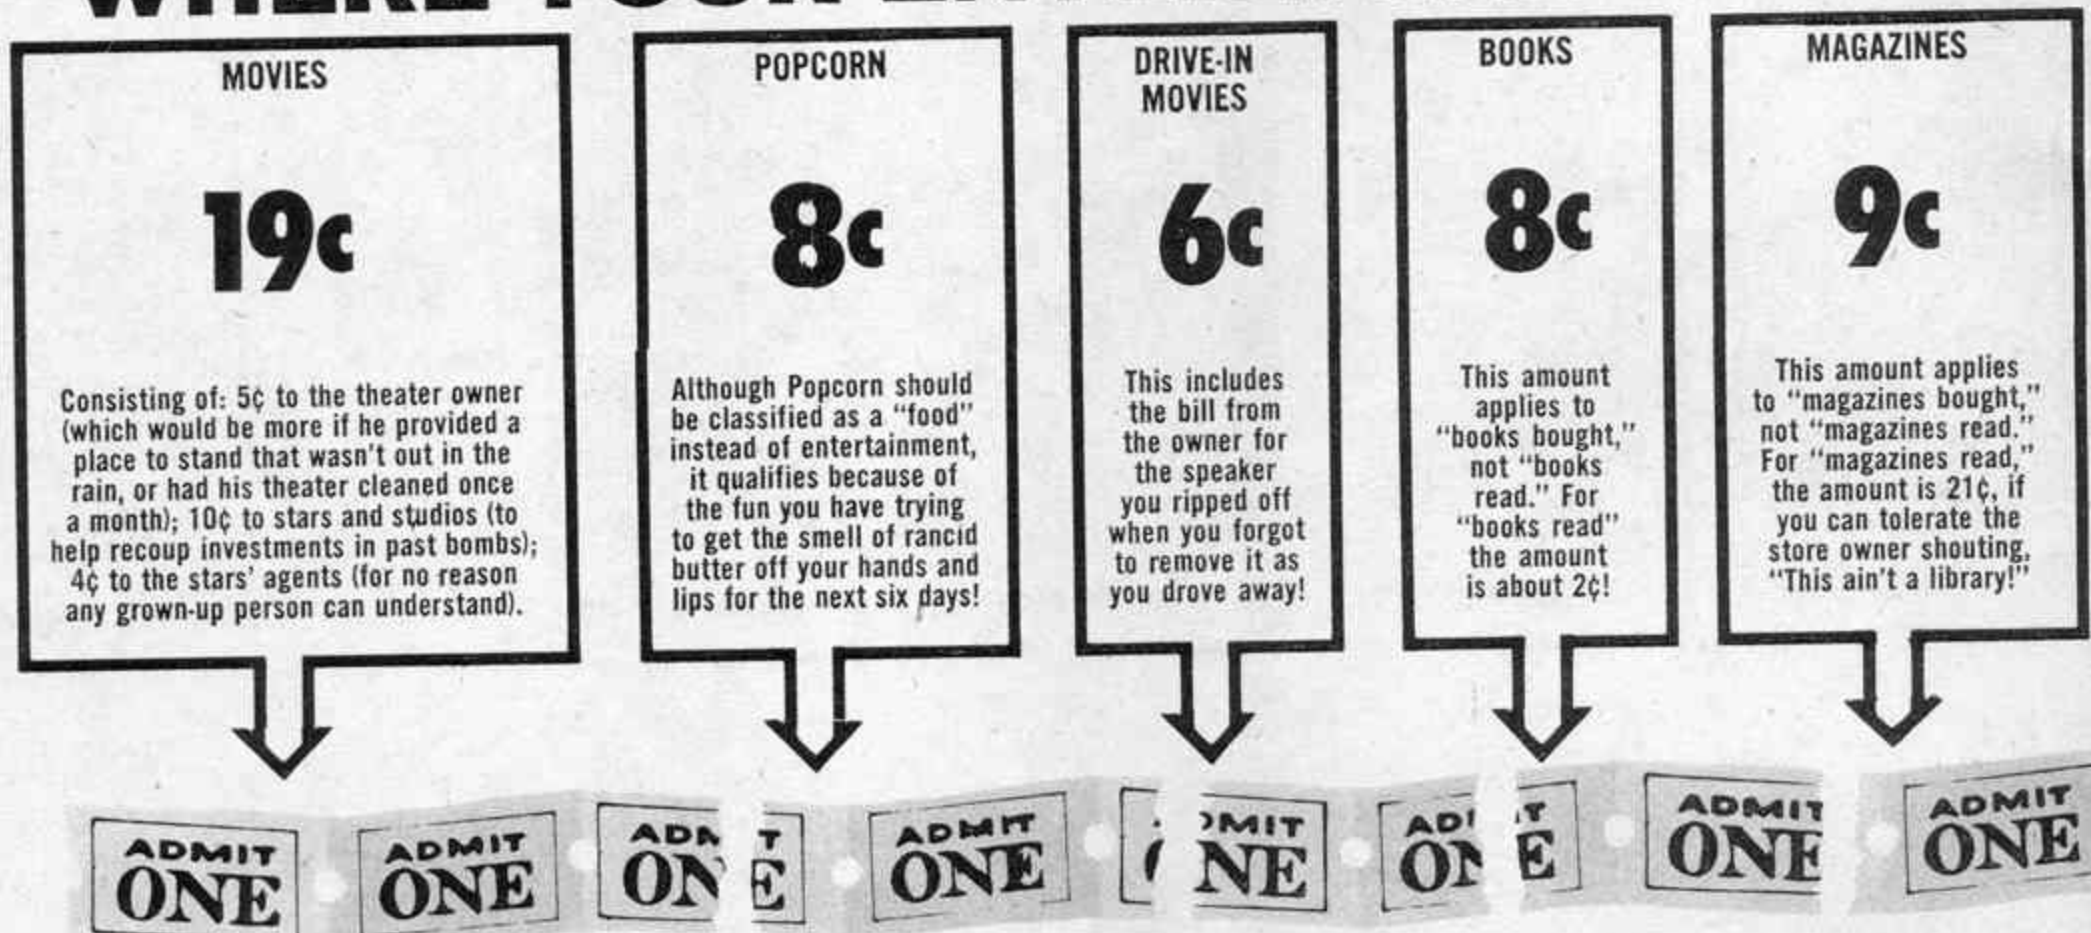 WHERE YOUR
MOVIES
19¢
Consisting of: 5¢ to the theater owner
(which would be more if he provided a
place to stand that wasn't out in the
rain, or had his theater cleaned once
a month); 10¢ to stars and studios (to
help recoup investments in past bombs);
4¢ to the stars' agents (for no reason
any grown-up person can understand).
POPCORN
8¢
Although Popcorn should
be classified as a "food"
instead of entertainment,
it qualifies because of
the fun you have trying
to get the smell of rancid
butter off your hands and
lips for the next six days!
DRIVE-IN
MOVIES
6¢
This includes
the bill from
the owner for
the speaker
you ripped off
when you forgot
to remove it as
you drove away!
BOOKS
8¢
This amount
applies to
"books bought,"
not "books
read." For
"books read"
the amount
is about 2¢!
MAGAZINES
9¢
This amount applies
to "magazines bought,"
not "magazines read."
For "magazines read,"
the amount is 21¢, if
you can tolerate the
store owner shouting,
"This ain't a library!"
ADMIT
ONE
ADMIT
ONE
ADM T
ON E
ADMIT
ONE
MIT
NE
AD IT
ON E
ADMIT
ONE
ADMIT
ONE